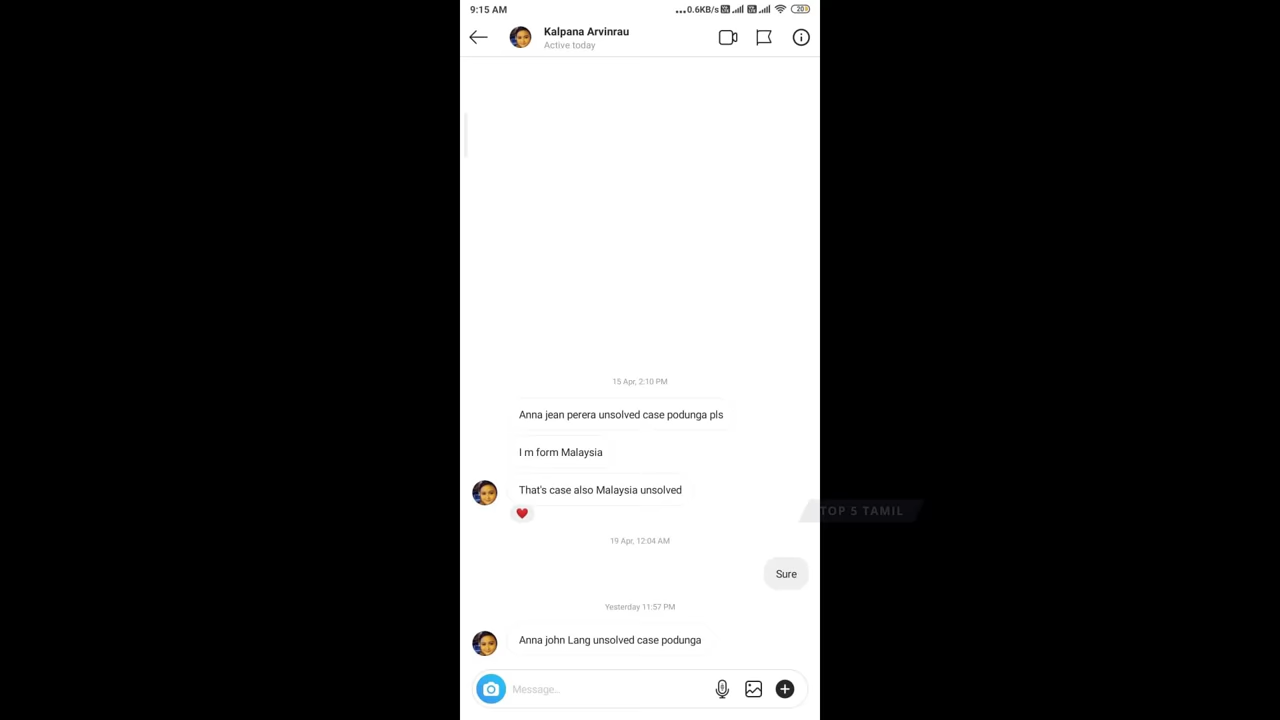 9:15 AM
...0.6KB/s
20
Kalpana Arvinrau
Active today
15 Apr, 2:10 PM
Anna jean perera unsolved case podunga pls
I m form Malaysia
That's case also Malaysia unsolved
TOP 5 TAMIL
19 Apr, 12:04 AM
Sure
Yesterday 11:57 PM
Anna john Lang unsolved case podunga
Message...